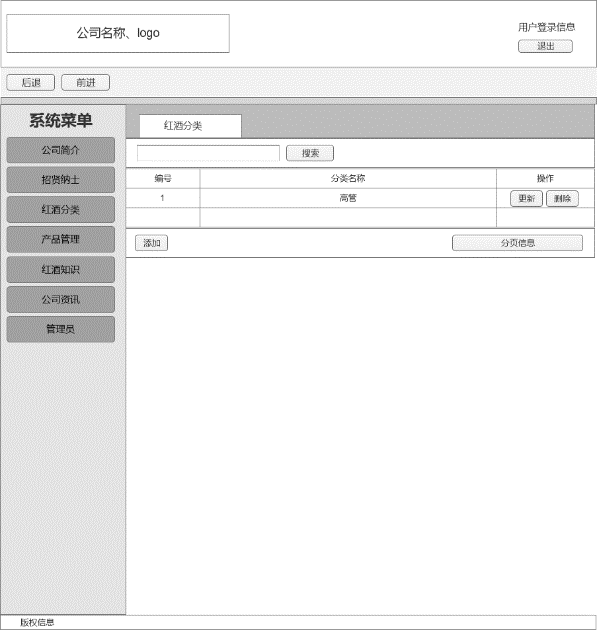 公司名称、logo
用户登录信息
退出
后退 前进
系统菜单
公司简介
招贤纳士
红酒分类
产品管理
红酒知识
公司资讯
管理员
红酒分类
搜索
编号 分类名称 操作
1 高管 更新 删除
添加 分页信息
版权信息